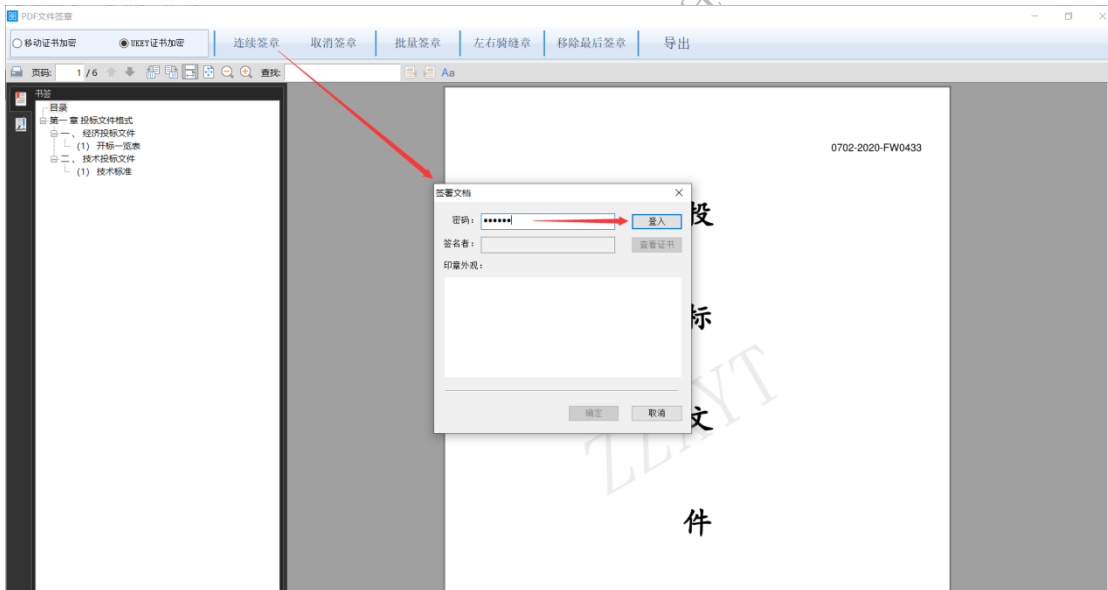 PDF文件签章
移动证书加密 UKEY证书加密 连续签章 取消签章 批量签章 左右骑缝章 移除最后签章 导出
页码: 1 / 6 查找: Aa
书签
目录
第一章 投标文件格式
一、 经济投标文件
(1) 开标一览表
二、 技术投标文件
(1) 技术标准
0702-2020-FW0433
签署文档
密码: ●●●●●● 登入
签名者: 查看证书
印章外观:
确定 取消
投
标
文
件
ZZXYT